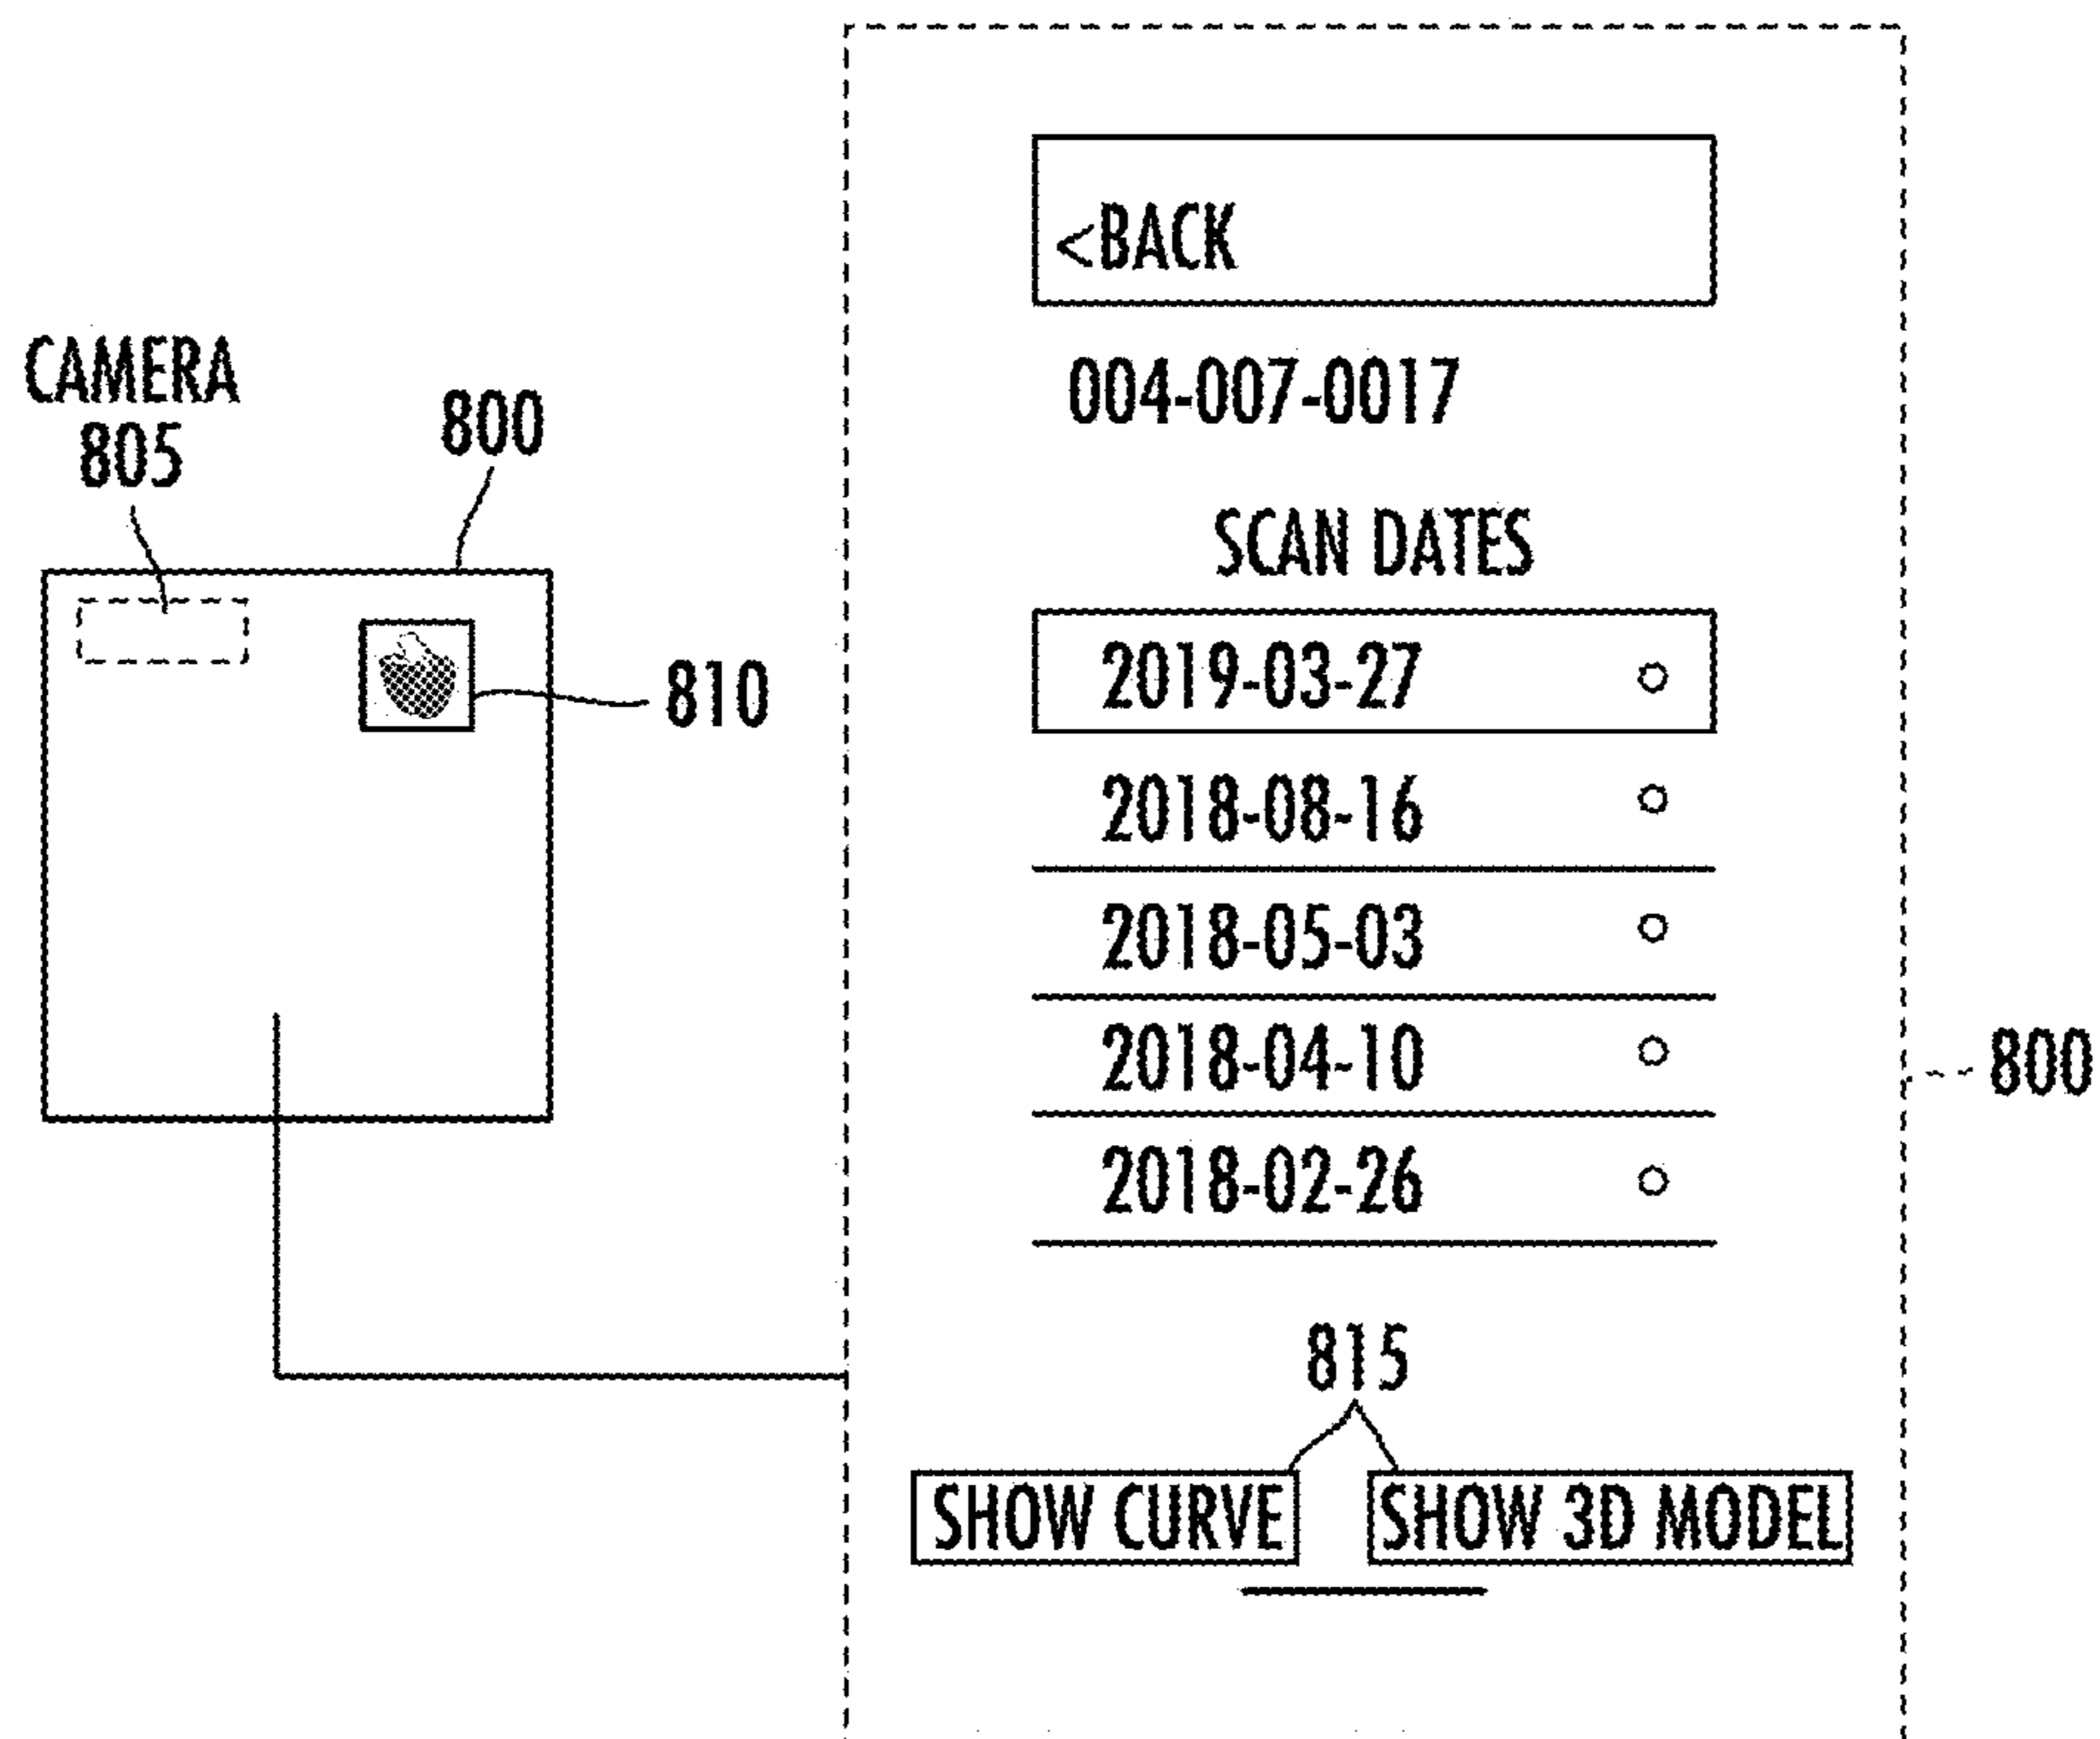 CAMERA
805
800
810
<BACK
004-007-0017
SCAN DATES
2019-03-27
2018-08-16
2018-05-03
2018-04-10
2018-02-26
800
815
SHOW CURVE
SHOW 3D MODEL